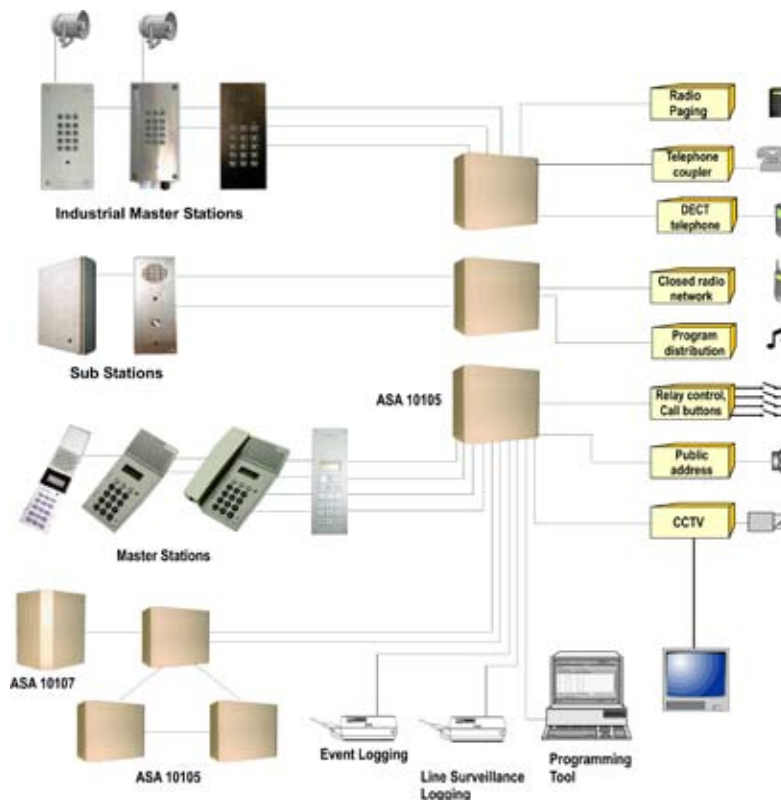 Radio
Paging
Telephone
coupler
Industrial Master Stations
DECT
telephone
Closed radio
network
Program
distribution
Sub Stations
ASA 10105
Relay control,
Call buttons
Public
address
CCTV
Master Stations
ASA 10107
ASA 10105
Event Logging
Line Surveillance
Logging
Programming
Tool